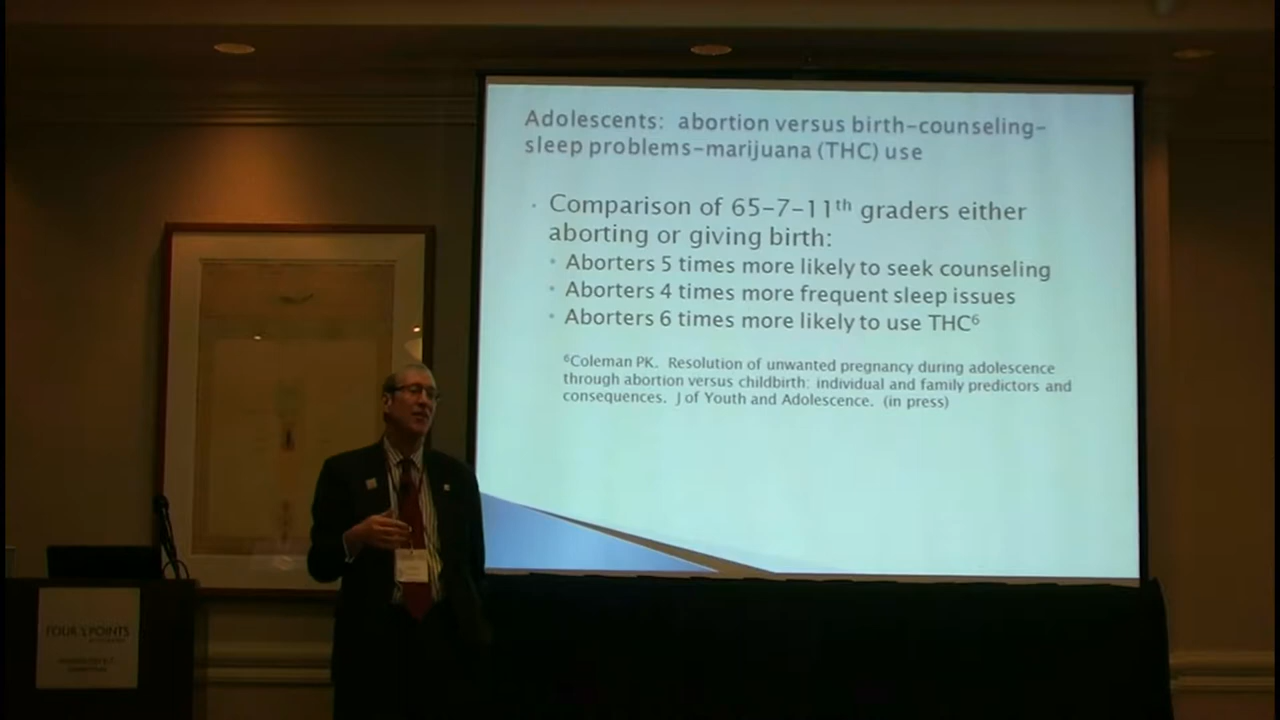 Adolescents: abortion versus birth–counseling–
sleep problems–marijuana (THC) use
Comparison of 65–7–11th graders either
aborting or giving birth:
Aborters 5 times more likely to seek counseling
Aborters 4 times more frequent sleep issues
Aborters 6 times more likely to use THC⁶
⁶Coleman PK. Resolution of unwanted pregnancy during adolescence
through abortion versus childbirth: individual and family predictors and
consequences. J of Youth and Adolescence. (in press)
FOUR POINTS